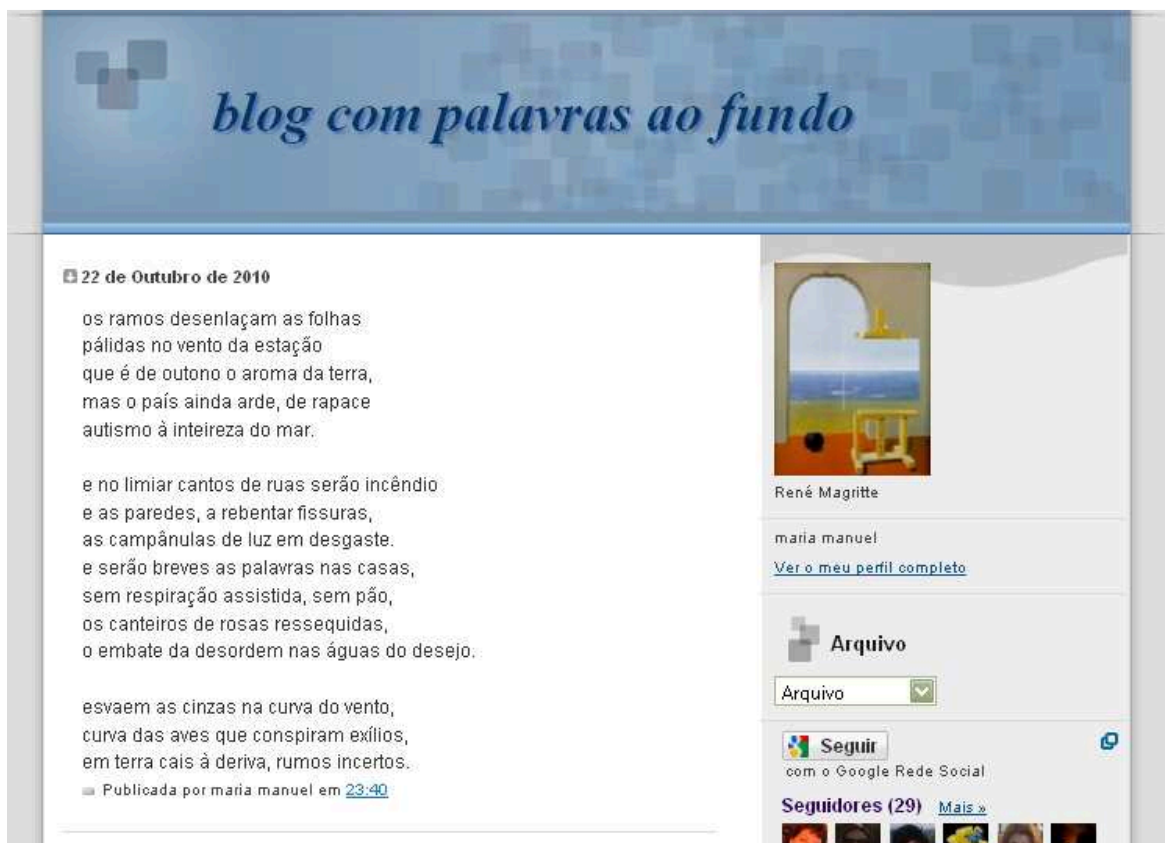 blog com palavras ao fundo
22 de Outubro de 2010
os ramos desenlaçam as folhas
pálidas no vento da estação
que é de outono o aroma da terra,
mas o país ainda arde, de rapace
autismo à inteireza do mar.
e no limiar cantos de ruas serão incêndio
e as paredes, a rebentar fissuras,
as campânulas de luz em desgaste.
e serão breves as palavras nas casas,
sem respiração assistida, sem pão,
os canteiros de rosas ressequidas,
o embate da desordem nas águas do desejo.
esvaem as cinzas na curva do vento,
curva das aves que conspiram exílios,
em terra cais à deriva, rumos incertos.
Publicada por maria manuel em 23:40
René Magritte
maria manuel
Ver o meu perfil completo
Arquivo
Arquivo
Seguir
com o Google Rede Social
Seguidores (29) Mais »